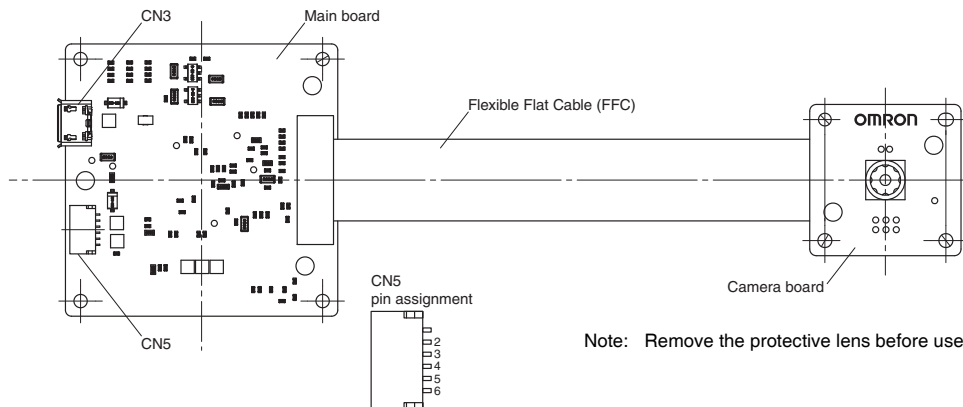 CN3
Main board
Flexible Flat Cable (FFC)
OMRON
CN5
pin assignment
2
3
4
5
6
Camera board
CN5
Note: Remove the protective lens before use